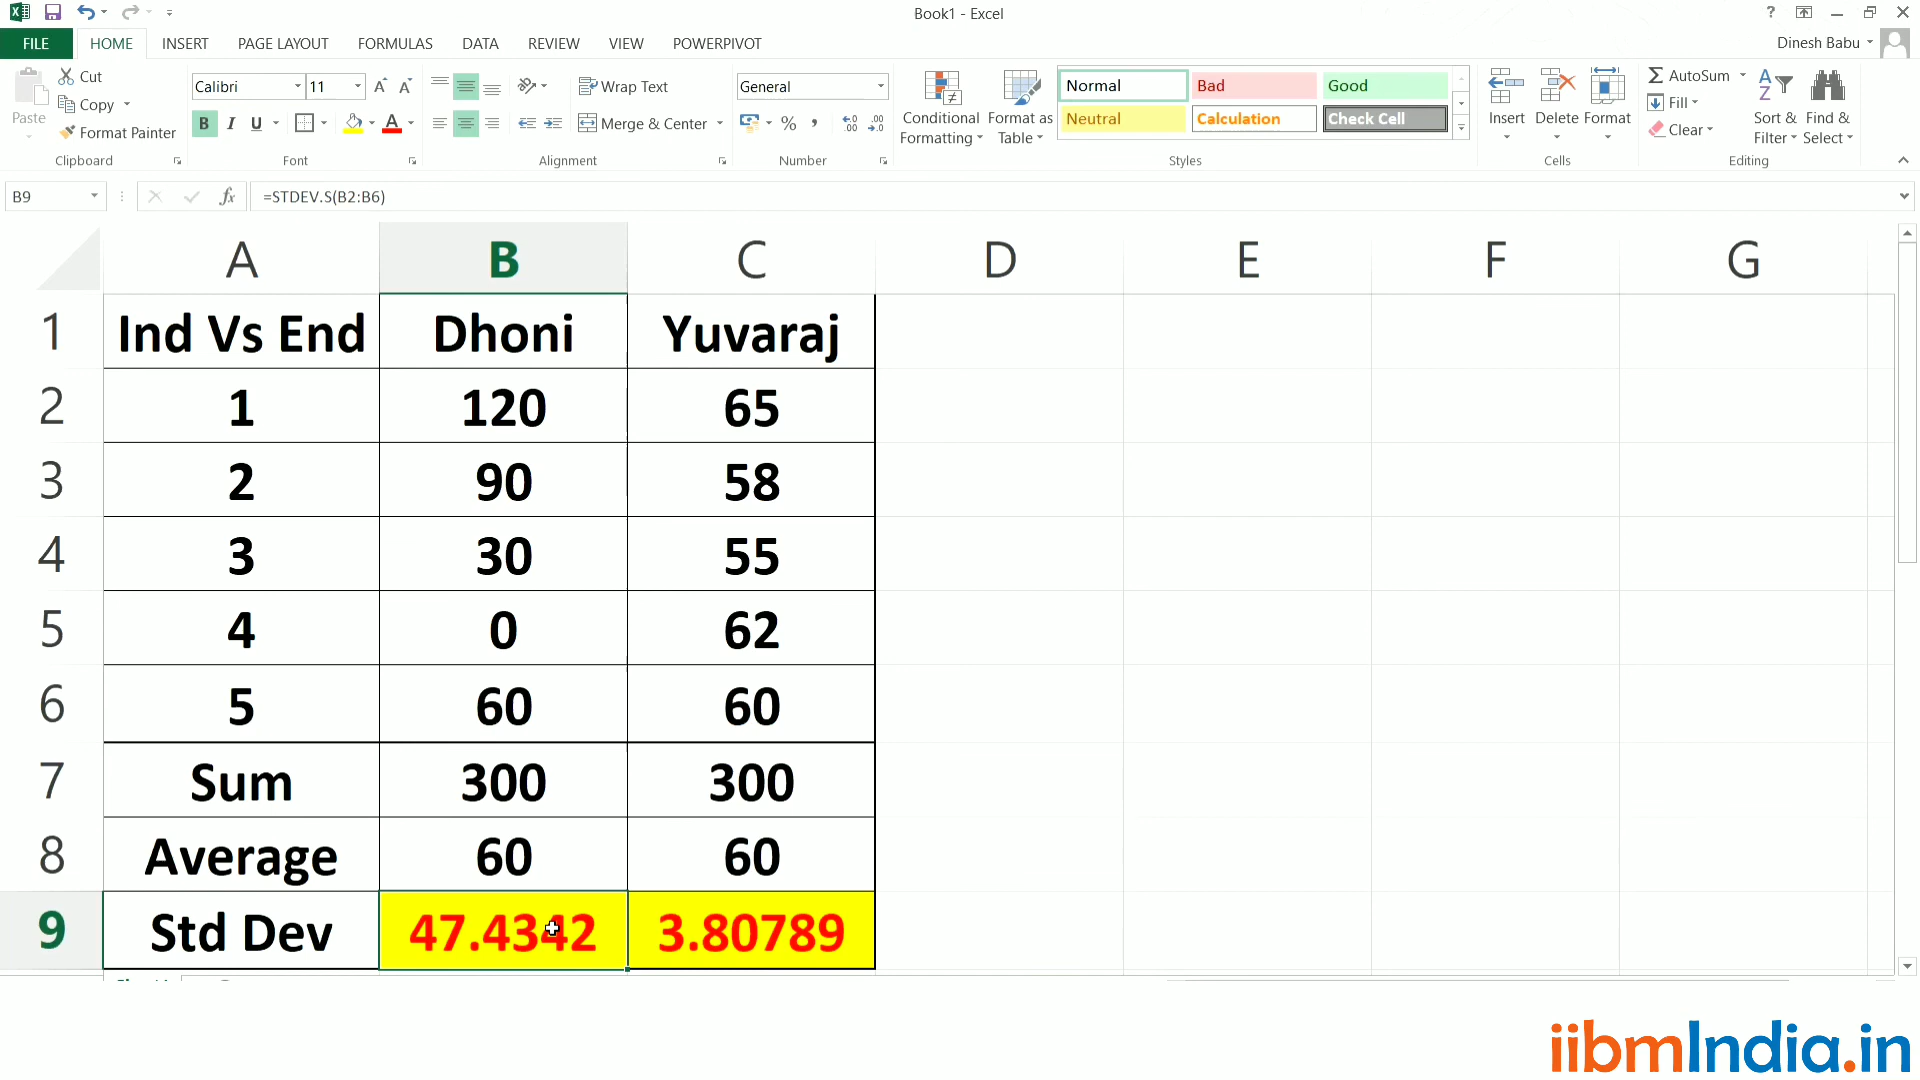 Book1 - Excel
?
FILE HOME INSERT PAGE LAYOUT FORMULAS DATA REVIEW VIEW POWERPIVOT Dinesh Babu
Paste
Cut
Copy
Format Painter
Clipboard
Calibri 11
B I U
Font
Wrap Text
Merge & Center
Alignment
General
%
Number
Conditional Formatting
Format as Table
Normal Bad Good
Neutral Calculation Check Cell
Styles
Insert Delete Format
Cells
AutoSum
Fill
Clear
Sort & Filter
Find & Select
Editing
B9 fx =STDEV.S(B2:B6)
A B C D E F G
1 Ind Vs End Dhoni Yuvaraj
2 1 120 65
3 2 90 58
4 3 30 55
5 4 0 62
6 5 60 60
7 Sum 300 300
8 Average 60 60
9 Std Dev 47.4342 3.80789
iibmIndia.in